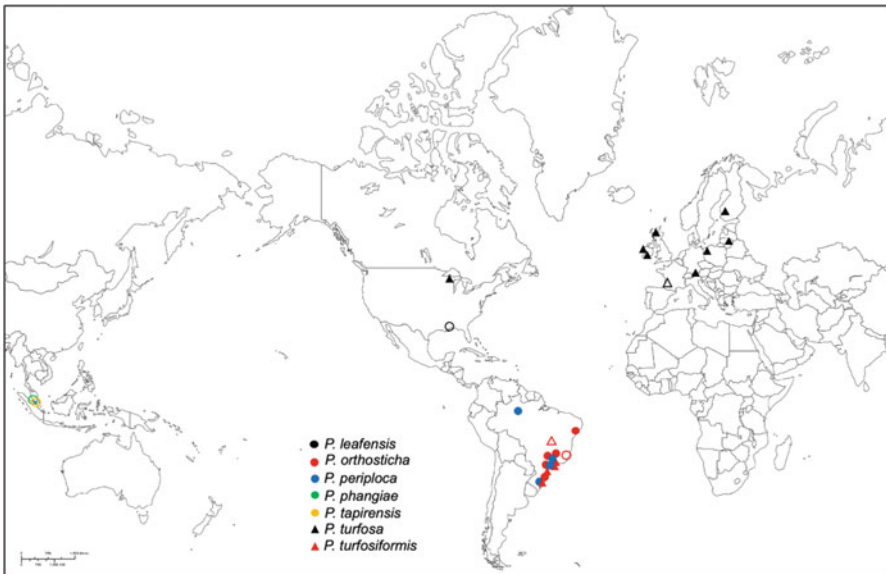 P. leafensis
P. orthosticha
P. periploca
P. phangiae
P. tapirensis
P. turfosa
P. turfosiformis